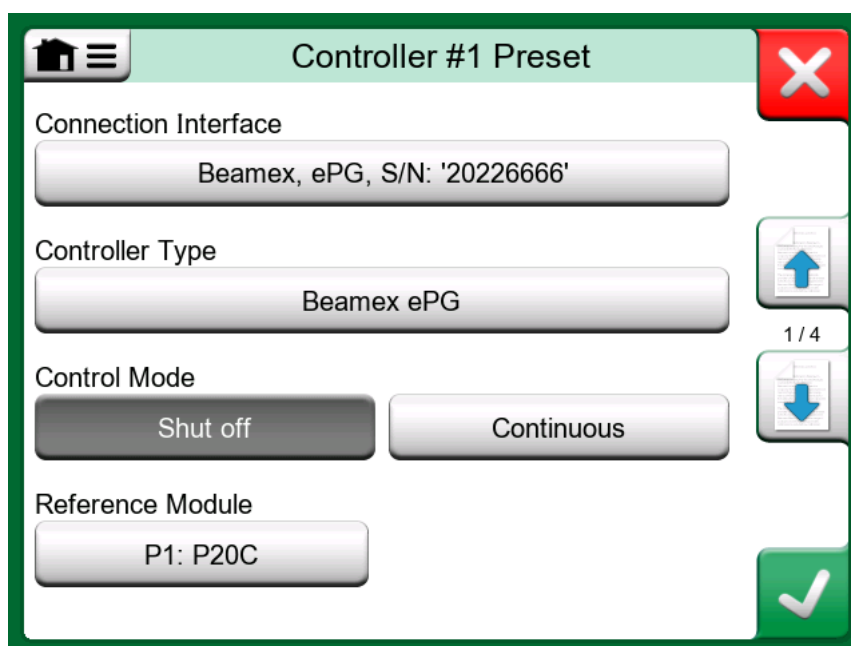 Controller #1 Preset
Connection Interface
Beamex, ePG, S/N: '20226666'
Controller Type
Beamex ePG
1 / 4
Control Mode
Shut off
Continuous
Reference Module
P1: P20C